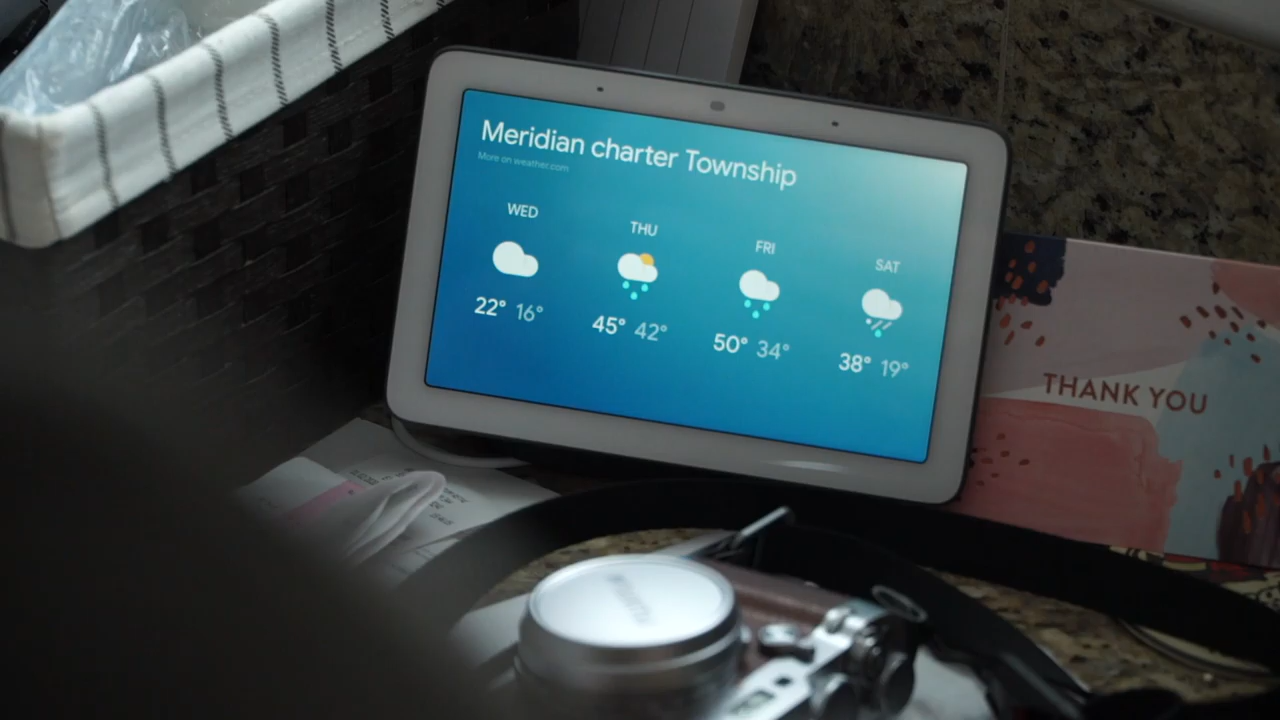 Meridian charter Township
More on weather.com
WED
THU
FRI
SAT
22° 16°
45° 42°
50° 34°
38° 19°
THANK YOU